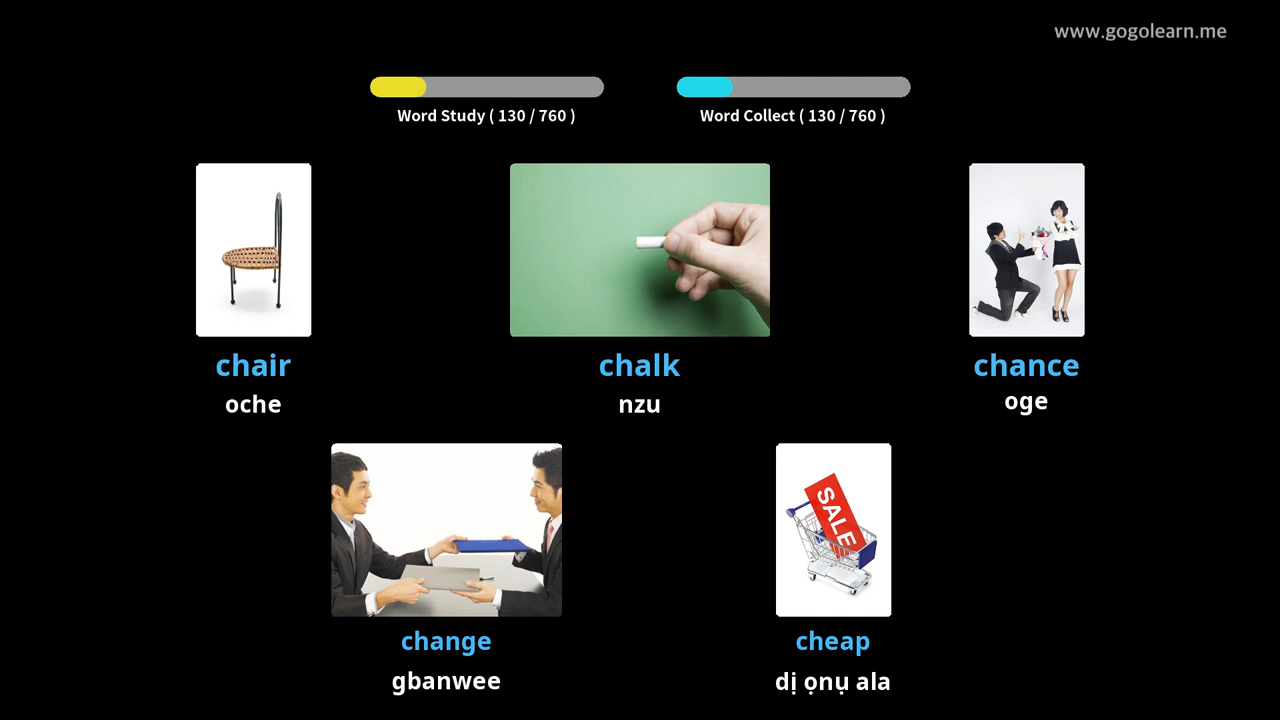 www.gogolearn.me
Word Study ( 130 / 760 )
Word Collect ( 130 / 760 )
chair
oche
chalk
nzu
chance
oge
change
gbanwee
SALE
cheap
dị ọnụ ala